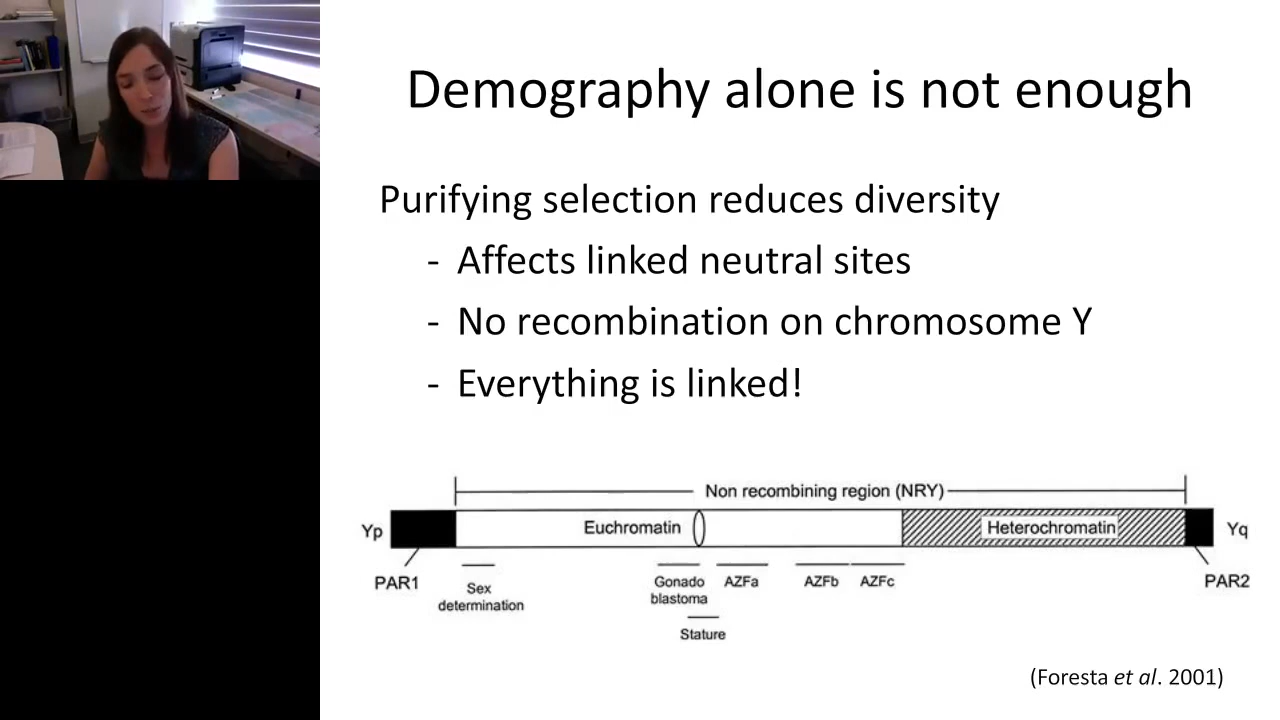 Demography alone is not enough
Purifying selection reduces diversity
- Affects linked neutral sites
- No recombination on chromosome Y
- Everything is linked!
Non recombining region (NRY)
Yp
Euchromatin
Heterochromatin
Yq
PAR1
Sex
determination
Gonado
blastoma
AZFa
AZFb
AZFc
PAR2
Stature
(Foresta et al. 2001)